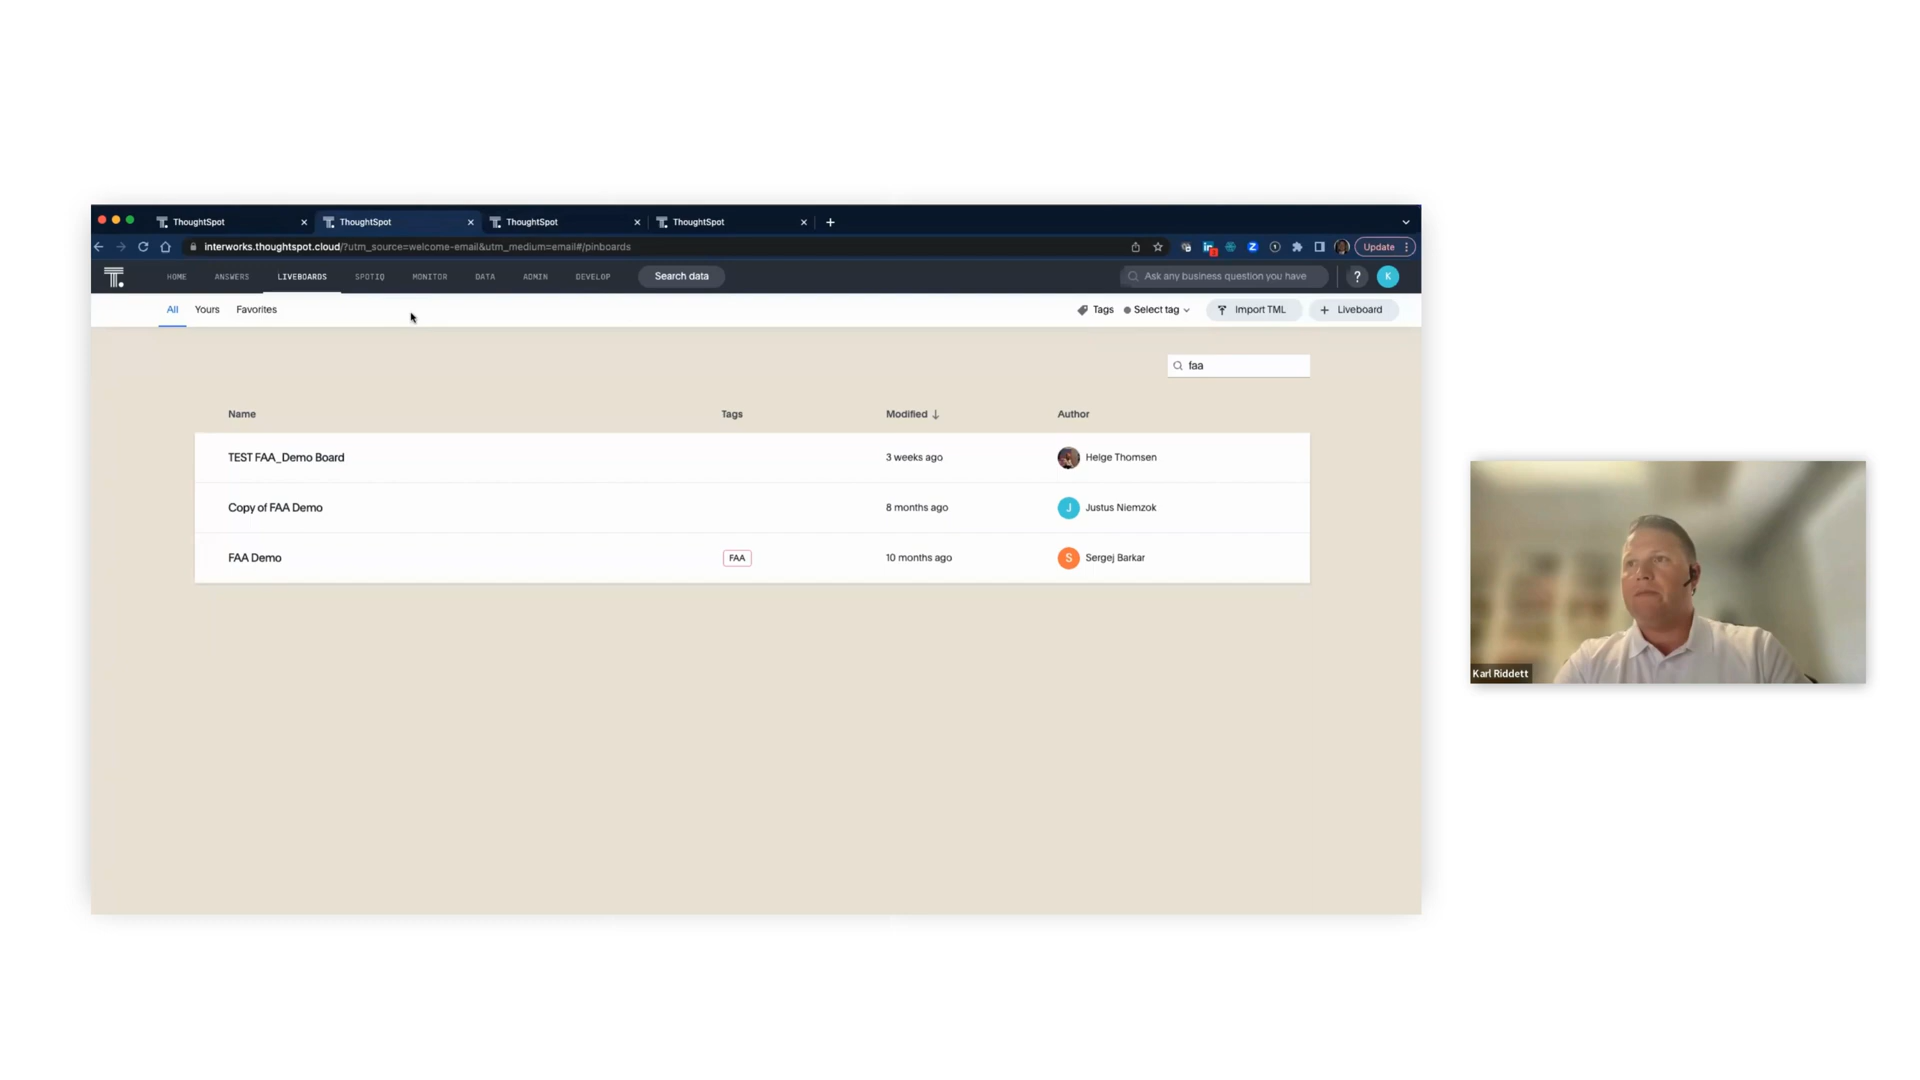 ThoughtSpot ThoughtSpot ThoughtSpot ThoughtSpot
interworks.thoughtspot.cloud/?utm_source=welcome-email&utm_medium=email#/pinboards Update
HOME ANSWERS LIVEBOARDS SPOTIQ MONITOR DATA ADMIN DEVELOP Search data Ask any business question you have ? K
All Yours Favorites Tags Select tag Import TML + Liveboard
faa
Name Tags Modified Author
TEST FAA_Demo Board 3 weeks ago Helge Thomsen
Copy of FAA Demo 8 months ago J Justus Niemzok
FAA Demo FAA 10 months ago S Sergej Barkar
Karl Riddett